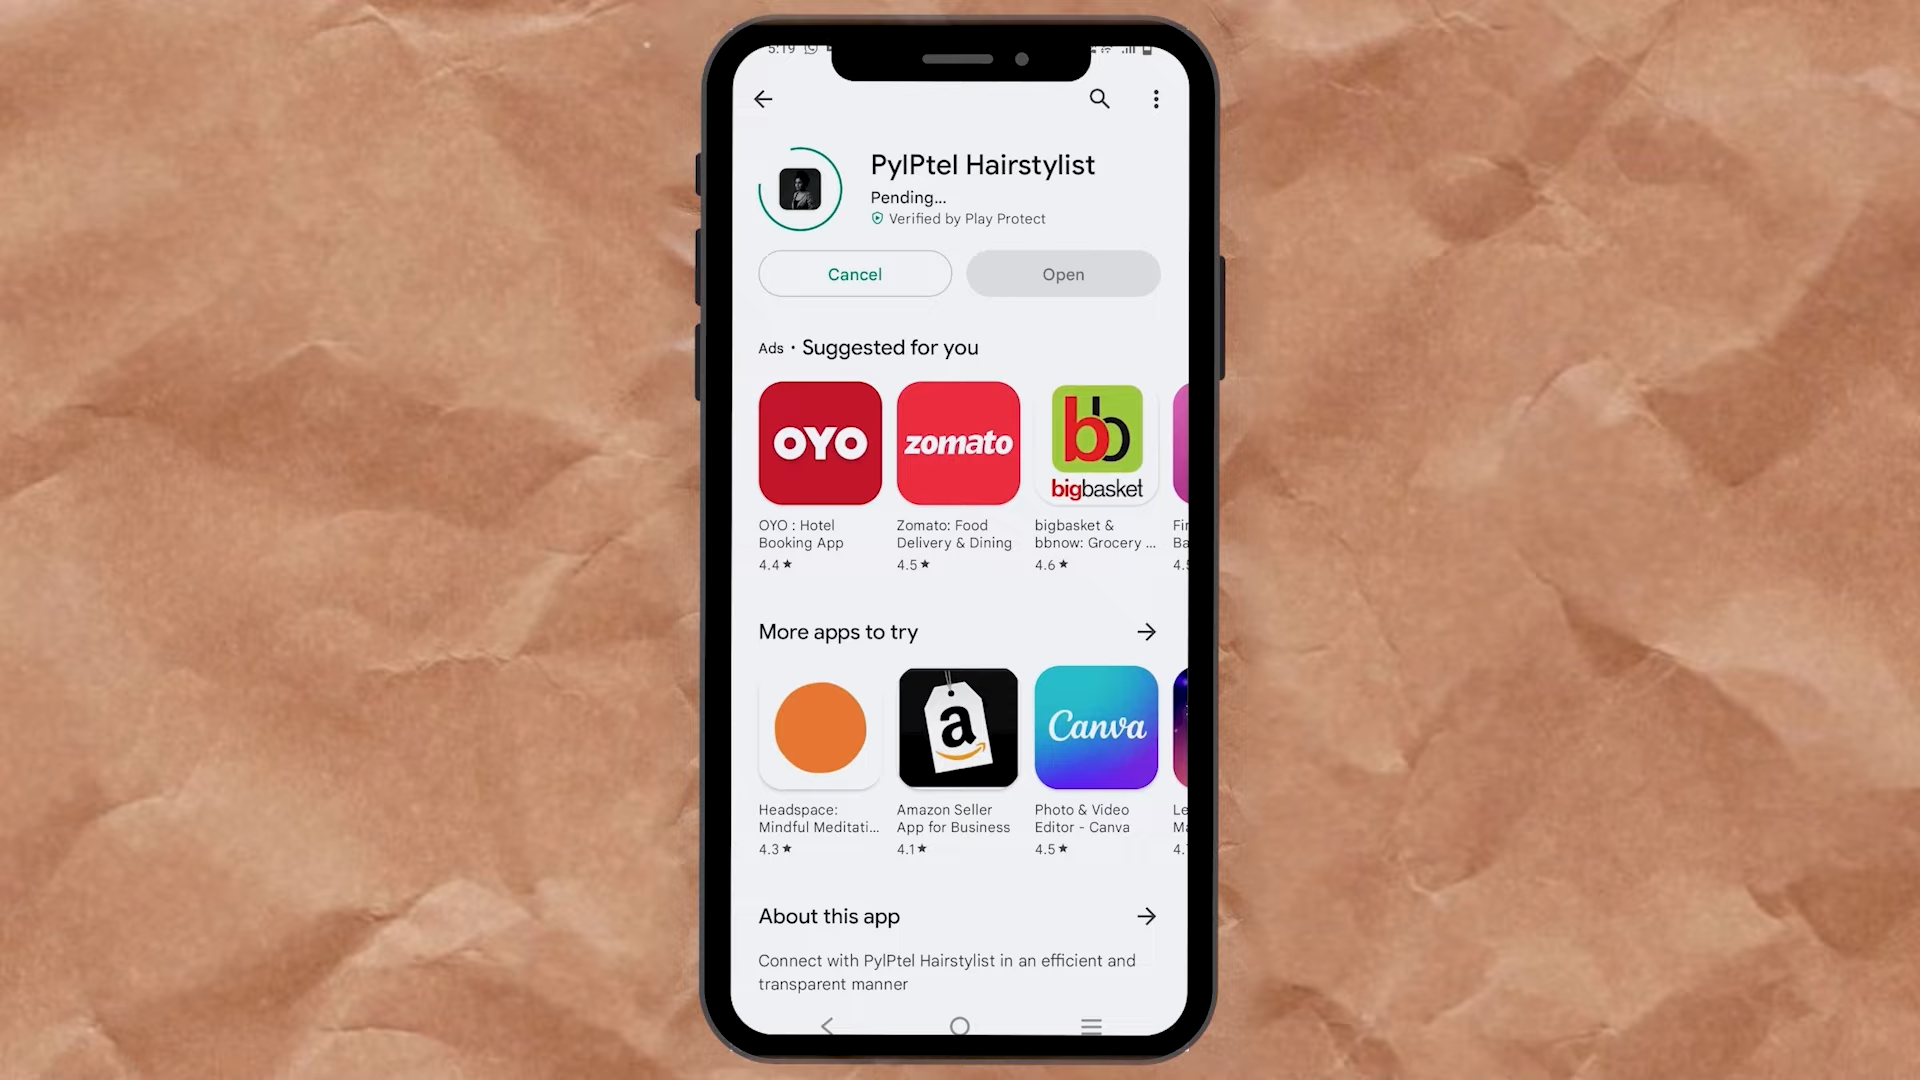 5:19
PylPtel Hairstylist
Pending...
Verified by Play Protect
Cancel
Open
Ads • Suggested for you
OYO
zomato
bb
bigbasket
OYO : Hotel
Booking App
4.4★
Zomato: Food
Delivery & Dining
4.5★
bigbasket &
bbnow: Grocery ...
4.6★
More apps to try
a
Canva
Headspace:
Mindful Meditati...
4.3★
Amazon Seller
App for Business
4.1★
Photo & Video
Editor - Canva
4.5★
About this app
Connect with PylPtel Hairstylist in an efficient and
transparent manner